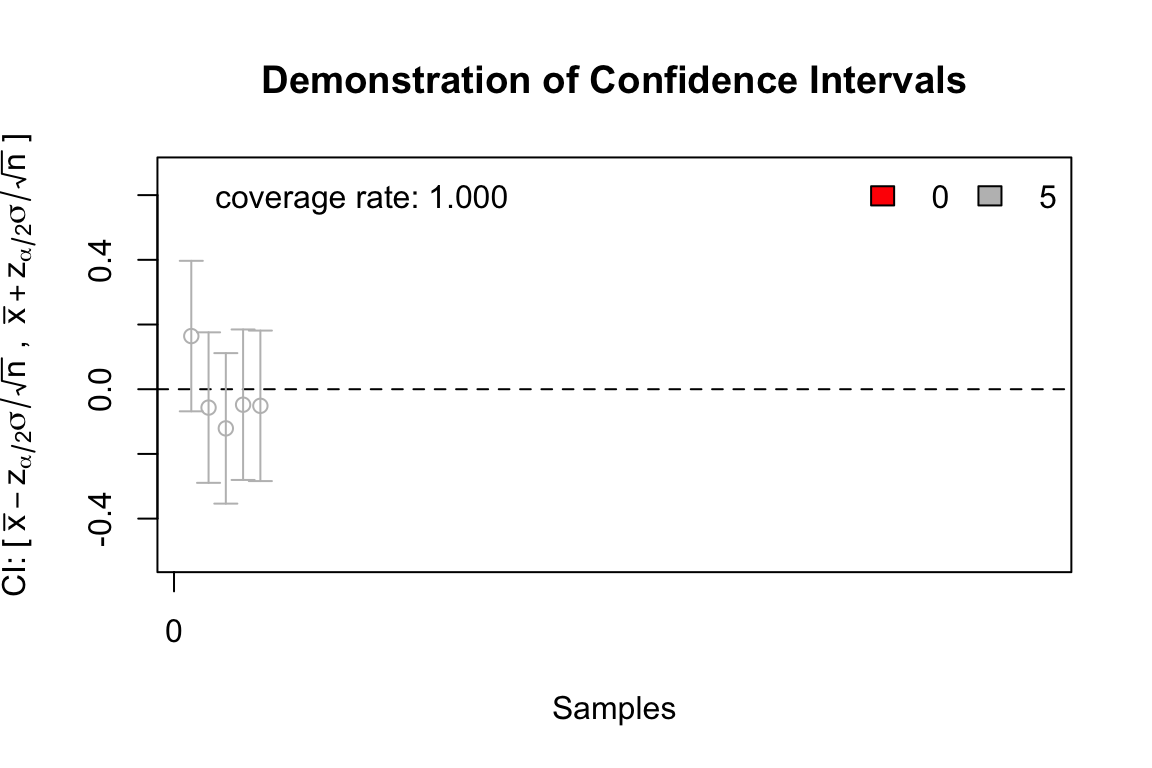 Demonstration of Confidence Intervals
CI: [ x̅ − zα/2σ/√n , x̅ + zα/2σ/√n ]
coverage rate: 1.000
0 5
0.4
0.0
-0.4
0
Samples